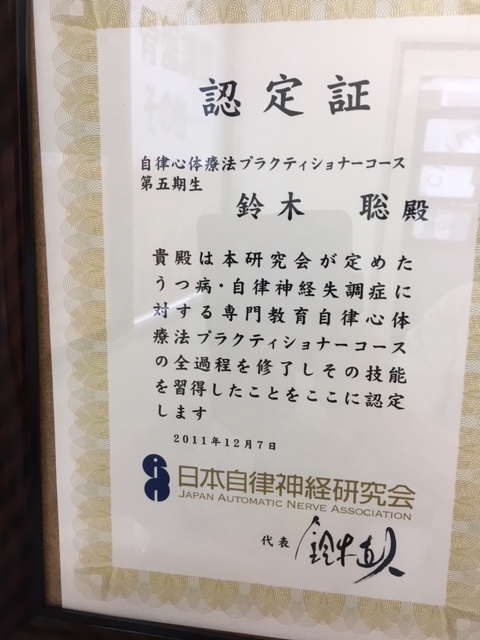 認定証
自律心体療法プラクティショナーコース
第五期生
鈴木 聡 殿
貴殿は本研究会が定めた
うつ病・自律神経失調症に
対する専門教育自律心体
療法プラクティショナーコース
の全過程を修了しその技能
を習得したことをここに認定
します
2011年12月7日
日本自律神経研究会
JAPAN AUTOMATIC NERVE ASSOCIATION
代表 鈴木直人